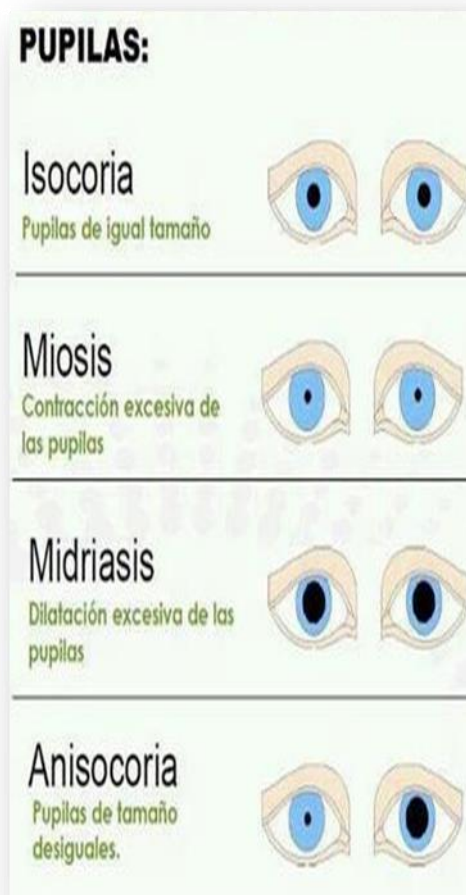 PUPILAS:
Isocoria
Pupilas de igual tamaño
Miosis
Contracción excesiva de
las pupilas
Midriasis
Dilatación excesiva de las
pupilas
Anisocoria
Pupilas de tamaño
desiguales.